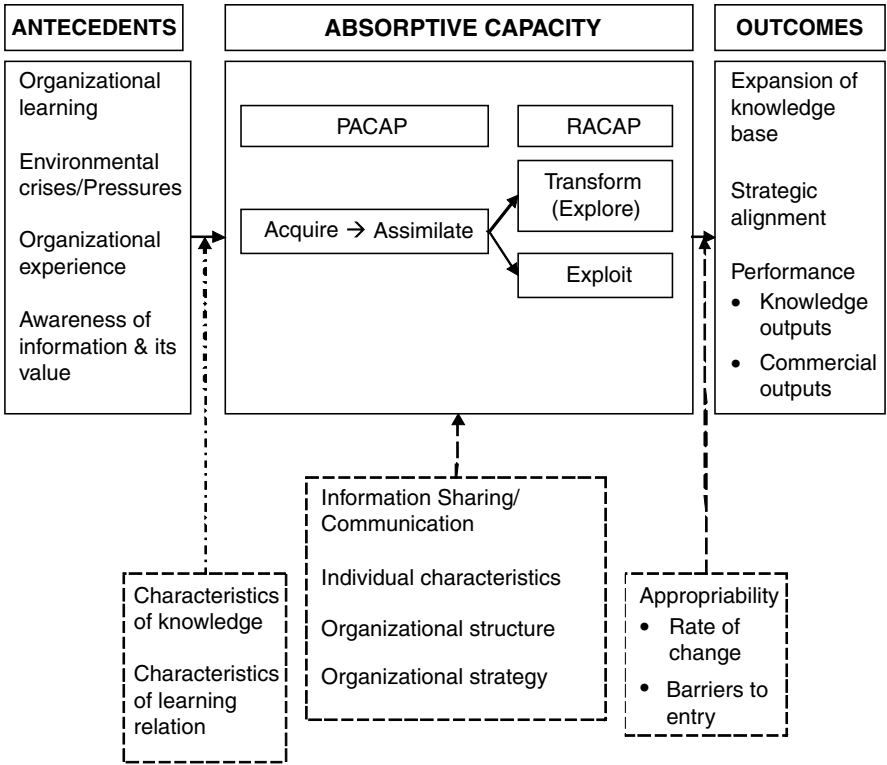 ANTECEDENTS
Organizational
learning
Environmental
crises/Pressures
Organizational
experience
Awareness of
information & its
value
ABSORPTIVE CAPACITY
PACAP
RACAP
Acquire → Assimilate
Transform
(Explore)
Exploit
OUTCOMES
Expansion of
knowledge
base
Strategic
alignment
Performance
• Knowledge
outputs
• Commercial
outputs
Characteristics
of knowledge
Characteristics
of learning
relation
Information Sharing/
Communication
Individual characteristics
Organizational structure
Organizational strategy
Appropriability
• Rate of
change
• Barriers to
entry